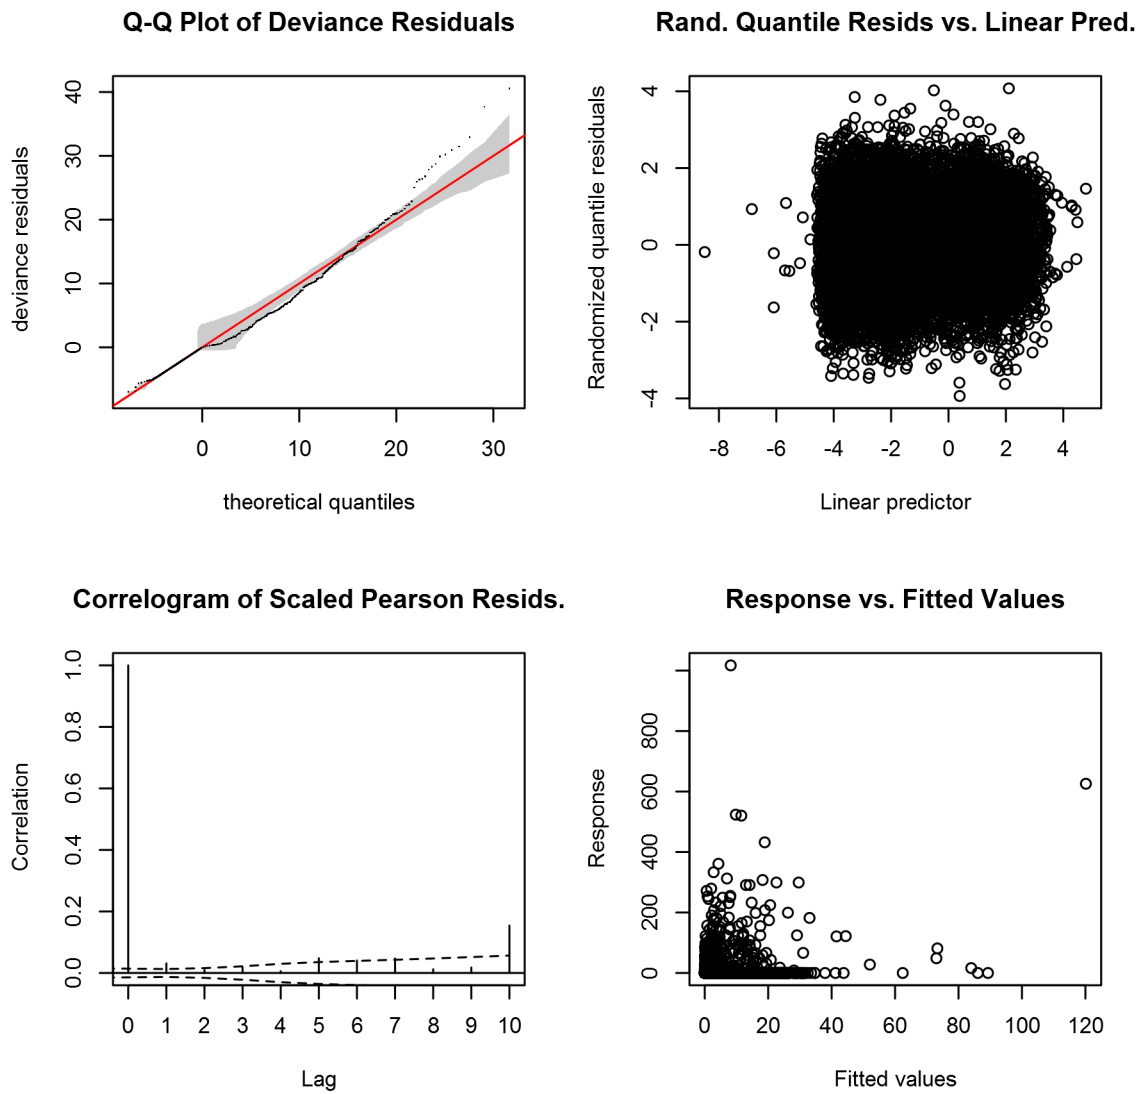 Q-Q Plot of Deviance Residuals
deviance residuals
0 10 20 30 40
0 10 20 30
theoretical quantiles
Rand. Quantile Resids vs. Linear Pred.
Randomized quantile residuals
-4 -2 0 2 4
-8 -6 -4 -2 0 2 4
Linear predictor
Correlogram of Scaled Pearson Resids.
Correlation
0.0 0.2 0.4 0.6 0.8 1.0
0 1 2 3 4 5 6 7 8 9 10
Lag
Response vs. Fitted Values
Response
0 200 400 600 800
0 20 40 60 80 100 120
Fitted values